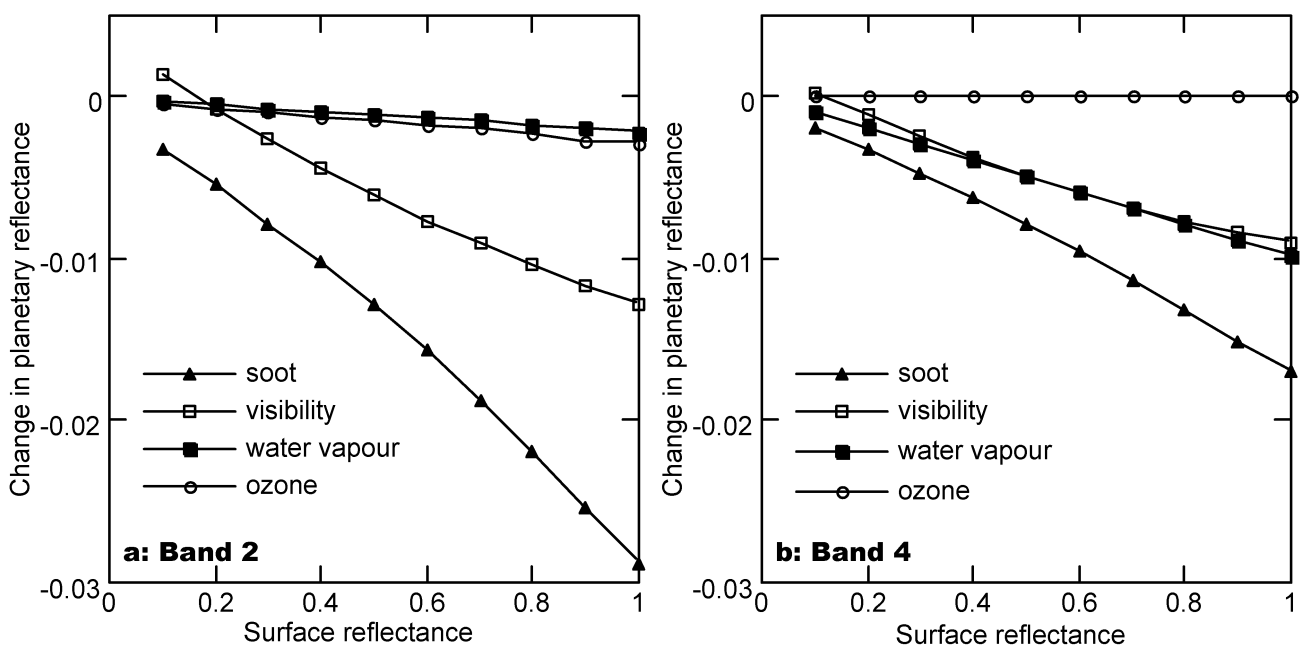 Change in planetary reflectance
0
-0.01
-0.02
-0.03
soot
visibility
water vapour
ozone
a: Band 2
0
0.2
0.4
0.6
0.8
1
Surface reflectance
Change in planetary reflectance
0
-0.01
-0.02
-0.03
soot
visibility
water vapour
ozone
b: Band 4
0
0.2
0.4
0.6
0.8
1
Surface reflectance